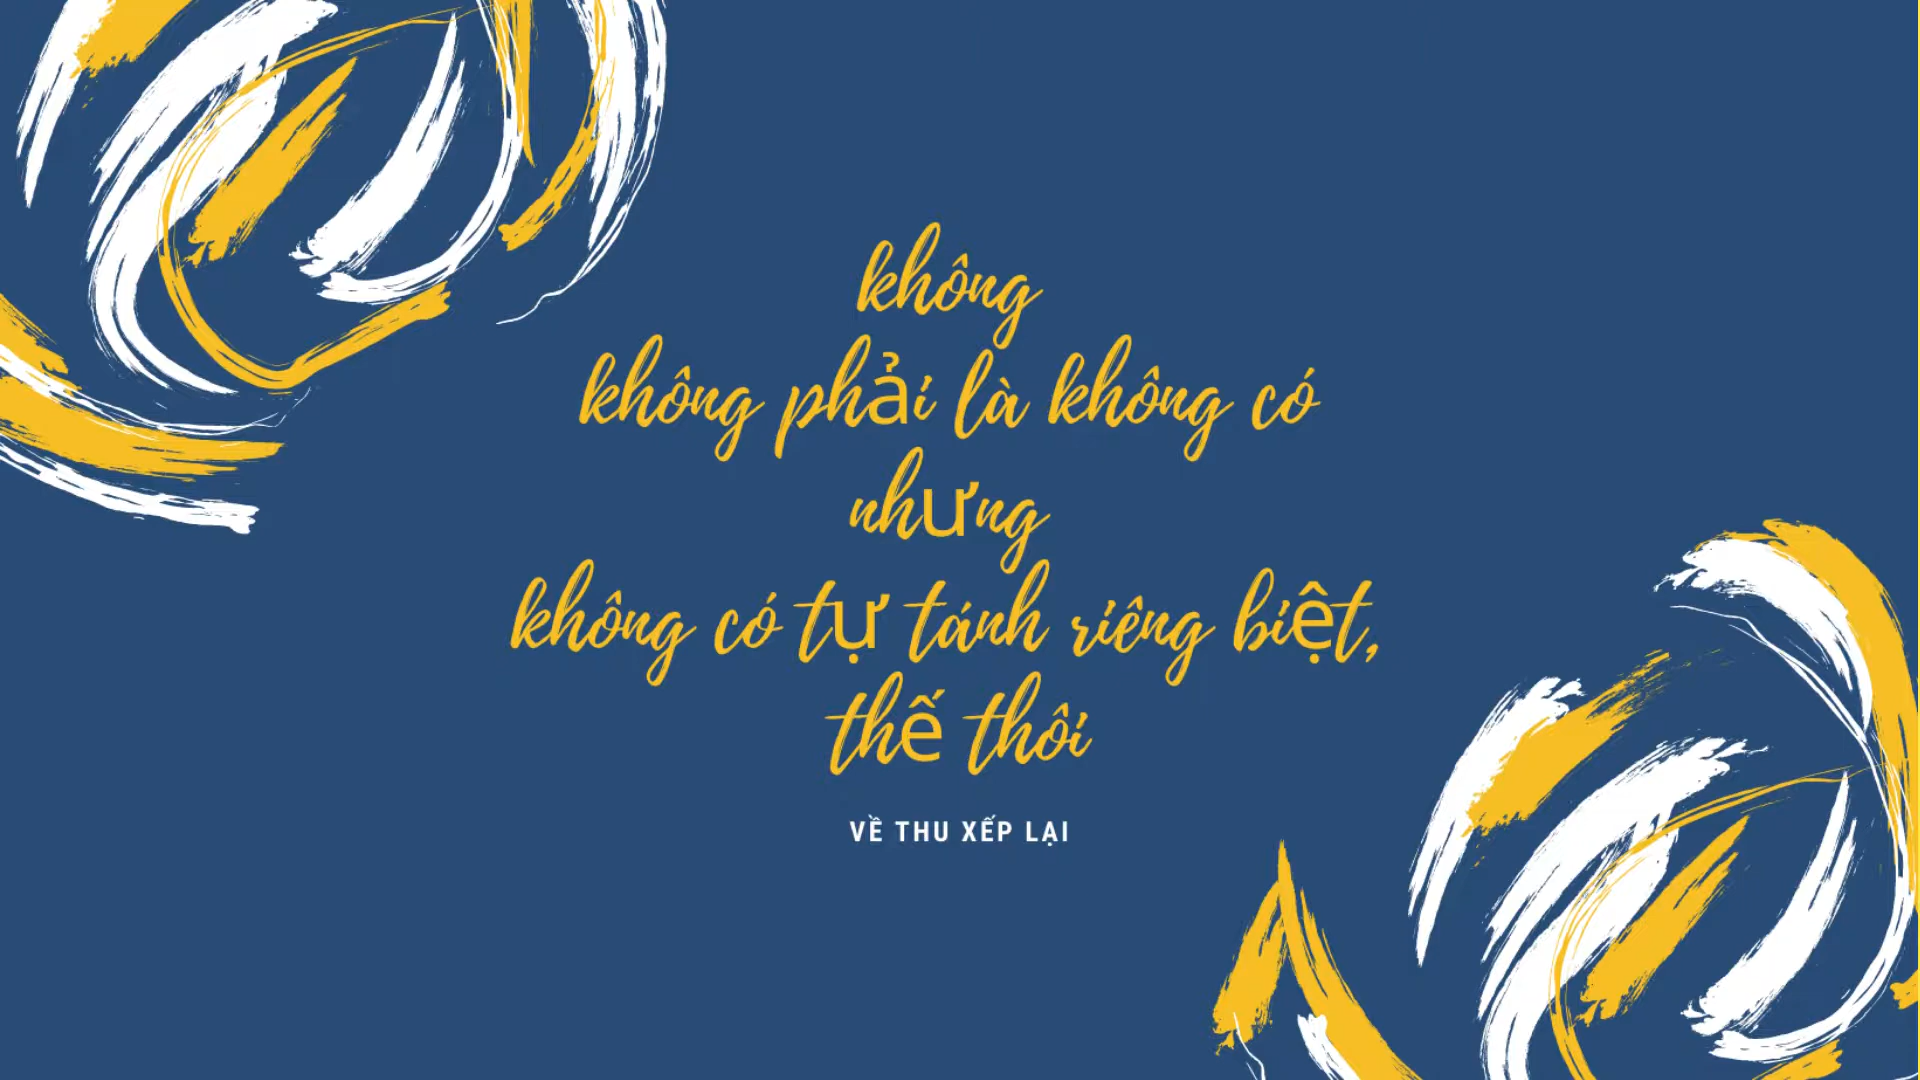 không
không phải là không có
nhưng
không có tự tánh riêng biệt,
thế thôi
VỀ THU XẾP LẠI